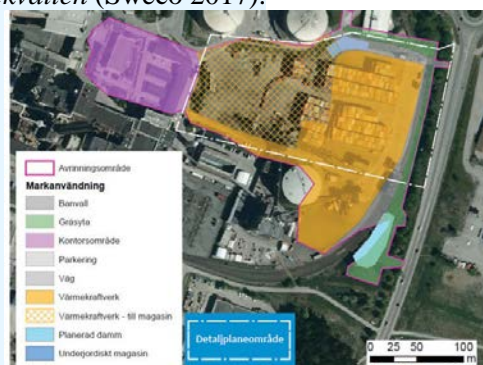 kvallen (Sweco 2017).
Avrinningsområde
Markanvändning
Banvall
Gräsyta
Kontorsområde
Parkering
Väg
Värmekraftverk
Värmekraftverk - till magasin
Planerad damm
Underjordiskt magasin
Detaljplaneområde
0 25 50 100
m